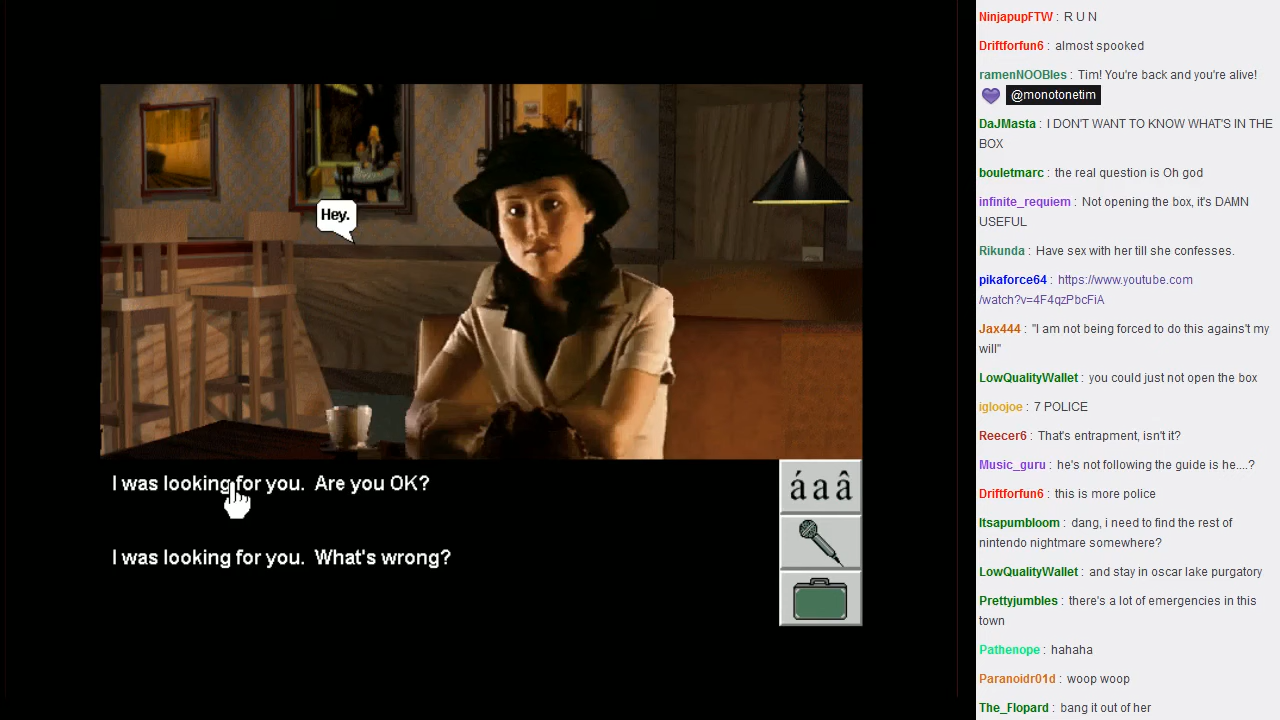 Hey.
I was looking for you.  Are you OK?
I was looking for you.  What's wrong?
á a â
NinjapupFTW : R U N
Driftforfun6 : almost spooked
ramenNOOBles : Tim! You're back and you're alive!
@monotonetim
DaJMasta : I DON'T WANT TO KNOW WHAT'S IN THE
BOX
bouletmarc : the real question is Oh god
infinite_requiem : Not opening the box, it's DAMN
USEFUL
Rikunda : Have sex with her till she confesses.
pikaforce64 : https://www.youtube.com
/watch?v=4F4qzPbcFiA
Jax444 : "I am not being forced to do this agains't my
will"
LowQualityWallet : you could just not open the box
igloojoe : 7 POLICE
Reecer6 : That's entrapment, isn't it?
Music_guru : he's not following the guide is he....?
Driftforfun6 : this is more police
Itsapumbloom : dang, i need to find the rest of
nintendo nightmare somewhere?
LowQualityWallet : and stay in oscar lake purgatory
Prettyjumbles : there's a lot of emergencies in this
town
Pathenope : hahaha
Paranoidr01d : woop woop
The_Flopard : bang it out of her